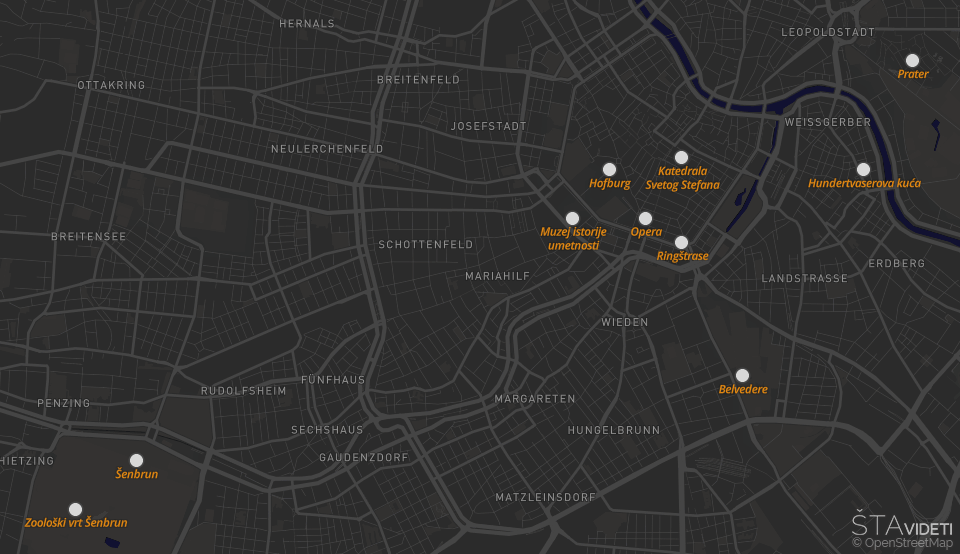 HERNALS
LEOPOLDSTADT
Prater
BREITENFELD
OTTAKRING
WEISSGERBER
JOSEFSTADT
NEULERCHENFELD
Hofburg
Katedrala
Svetog Stefana
Hundertvaserova kuća
Muzej istorije
umetnosti
Opera
BREITENSEE
SCHOTTENFELD
Ringštrase
ERDBERG
MARIAHILF
LANDSTRASSE
WIEDEN
FÜNFHAUS
RUDOLFSHEIM
Belvedere
PENZING
MARGARETEN
SECHSHAUS
HUNGELBRUNN
GAUDENZDORF
HIETZING
Šenbrun
MATZLEINSDORF
Zoološki vrt Šenbrun
ŠTAVIDETI
© OpenStreetMap